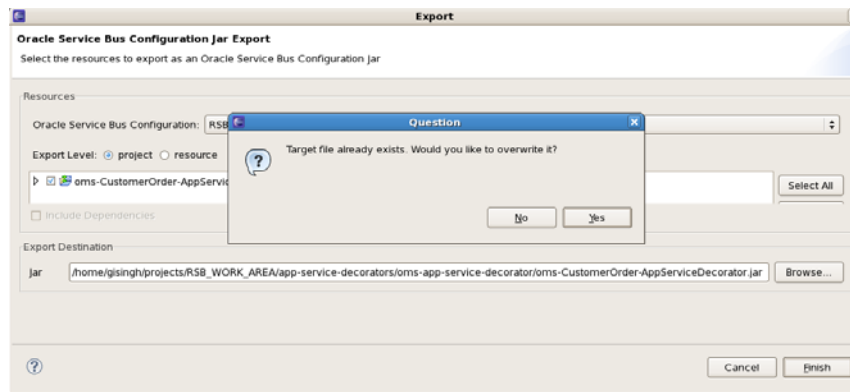 Export
Oracle Service Bus Configuration Jar Export
Select the resources to export as an Oracle Service Bus Configuration Jar
Resources
Oracle Service Bus Configuration: RSB
Question
Target file already exists. Would you like to overwrite it?
Export Level: project resource
oms-CustomerOrder-AppServic
Select All
No Yes
Include Dependencies
Export Destination
Jar /home/gisingh/projects/RSB_WORK_AREA/app-service-decorators/oms-app-service-decorator/oms-CustomerOrder-AppServiceDecorator.jar Browse...
Cancel Finish